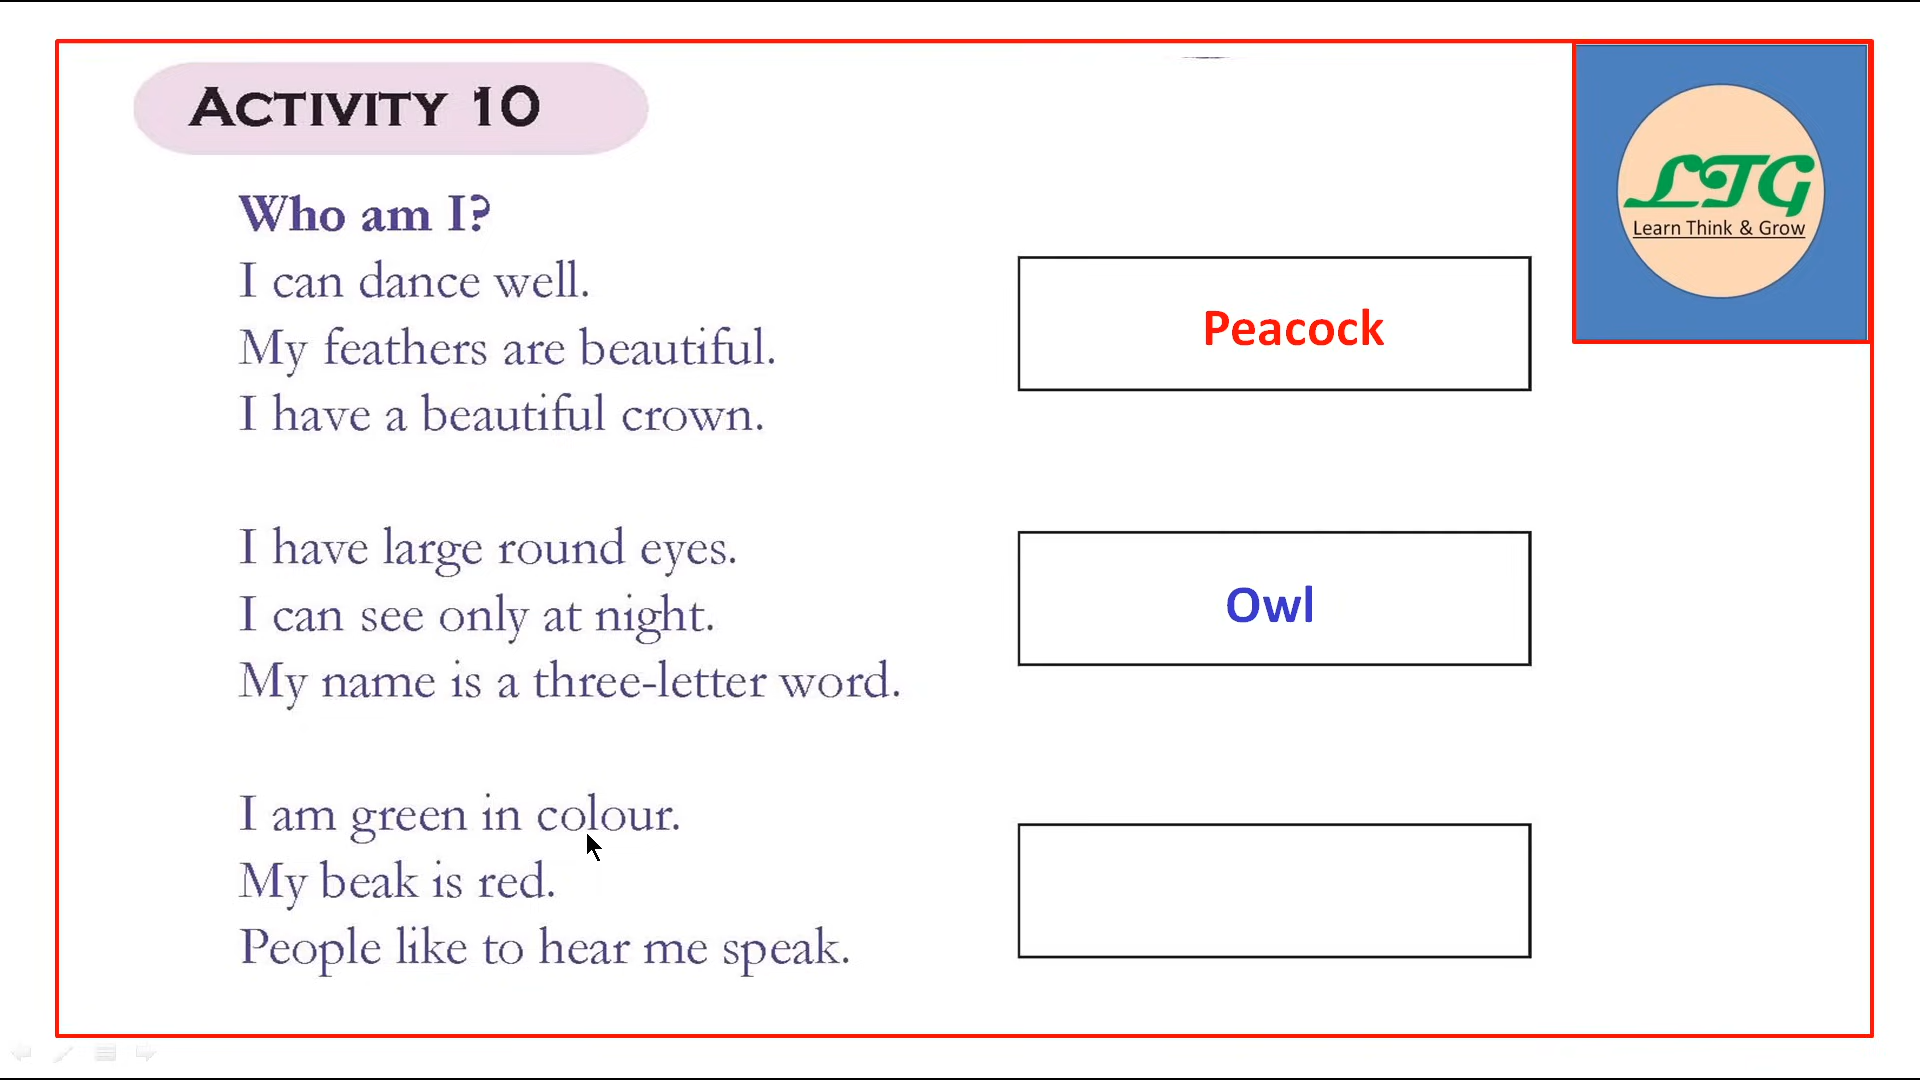 ACTIVITY 10
Who am I?
I can dance well.
My feathers are beautiful.
I have a beautiful crown.
Peacock
LTG
Learn Think & Grow
I have large round eyes.
I can see only at night.
My name is a three-letter word.
Owl
I am green in colour.
My beak is red.
People like to hear me speak.